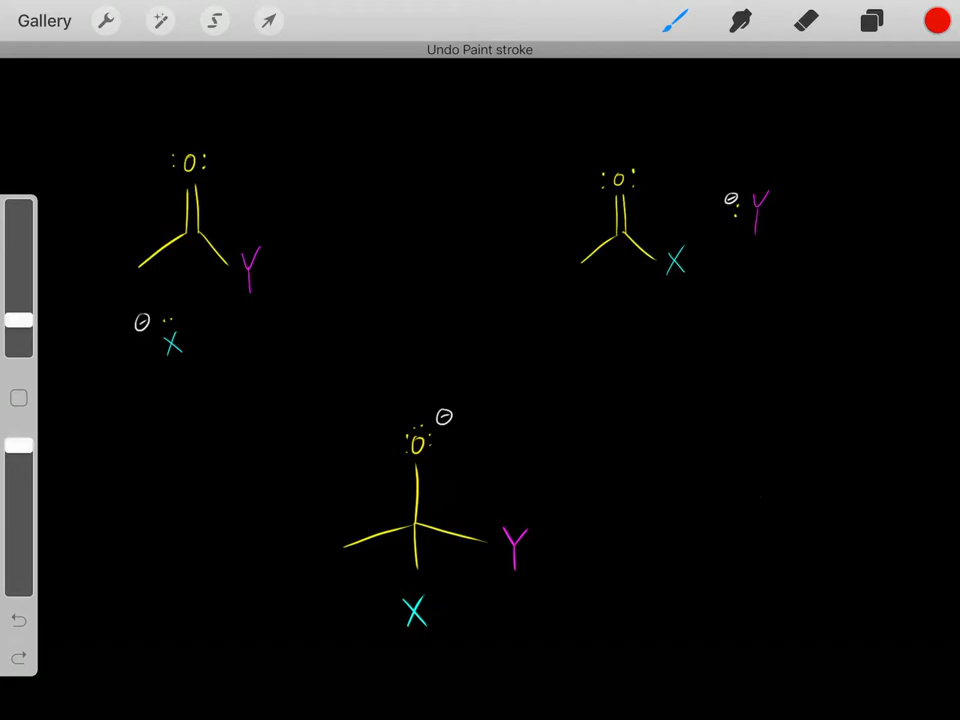 Gallery
Undo Paint stroke
:O:
:O:
⊖ : Y
Y
X
⊖ ·· X
⊖
:Ö:
Y
X